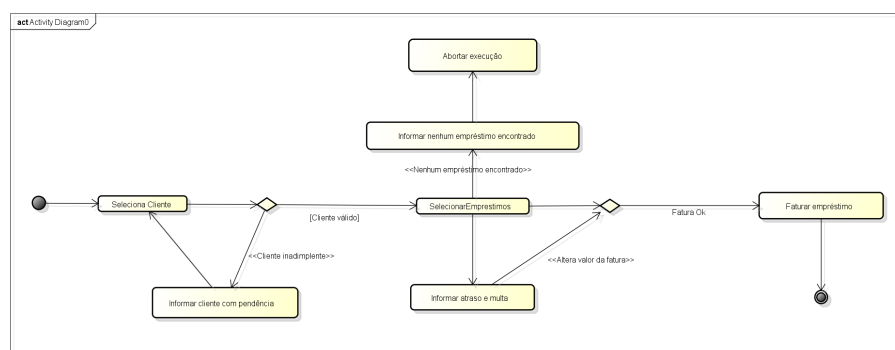 act Activity Diagram0
Abortar execução
Informar nenhum empréstimo encontrado
<<Nenhum empréstimo encontrado>>
Seleciona Cliente
[Cliente válido]
SelecionarEmprestimos
Fatura Ok
Faturar empréstimo
<<Cliente inadimplente>>
<<Altera valor da fatura>>
Informar cliente com pendência
Informar atraso e multa